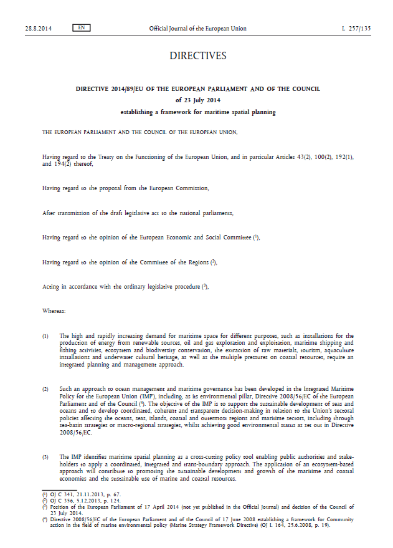 28.8.2014
EN
Official Journal of the European Union
L 257/135
DIRECTIVES
DIRECTIVE 2014/89/EU OF THE EUROPEAN PARLIAMENT AND OF THE COUNCIL
of 23 July 2014
establishing a framework for maritime spatial planning
THE EUROPEAN PARLIAMENT AND THE COUNCIL OF THE EUROPEAN UNION,
Having regard to the Treaty on the Functioning of the European Union, and in particular Articles 43(2), 100(2), 192(1),
and 194(2) thereof,
Having regard to the proposal from the European Commission,
After transmission of the draft legislative act to the national parliaments,
Having regard to the opinion of the European Economic and Social Committee (¹),
Having regard to the opinion of the Committee of the Regions (²),
Acting in accordance with the ordinary legislative procedure (³),
Whereas:
(1) The high and rapidly increasing demand for maritime space for different purposes, such as installations for the
production of energy from renewable sources, oil and gas exploration and exploitation, maritime shipping and
fishing activities, ecosystem and biodiversity conservation, the extraction of raw materials, tourism, aquaculture
installations and underwater cultural heritage, as well as the multiple pressures on coastal resources, require an
integrated planning and management approach.
(2) Such an approach to ocean management and maritime governance has been developed in the Integrated Maritime
Policy for the European Union (IMP), including, as its environmental pillar, Directive 2008/56/EC of the European
Parliament and of the Council (⁴). The objective of the IMP is to support the sustainable development of seas and
oceans and to develop coordinated, coherent and transparent decision-making in relation to the Union's sectoral
policies affecting the oceans, seas, islands, coastal and outermost regions and maritime sectors, including through
sea-basin strategies or macro-regional strategies, whilst achieving good environmental status as set out in Directive
2008/56/EC.
(3) The IMP identifies maritime spatial planning as a cross-cutting policy tool enabling public authorities and stake-
holders to apply a coordinated, integrated and trans-boundary approach. The application of an ecosystem-based
approach will contribute to promoting the sustainable development and growth of the maritime and coastal
economies and the sustainable use of marine and coastal resources.
(¹) OJ C 341, 21.11.2013, p. 67.
(²) OJ C 356, 5.12.2013, p. 124.
(³) Position of the European Parliament of 17 April 2014 (not yet published in the Official Journal) and decision of the Council of
23 July 2014.
(⁴) Directive 2008/56/EC of the European Parliament and of the Council of 17 June 2008 establishing a framework for Community
action in the field of marine environmental policy (Marine Strategy Framework Directive) (OJ L 164, 25.6.2008, p. 19).